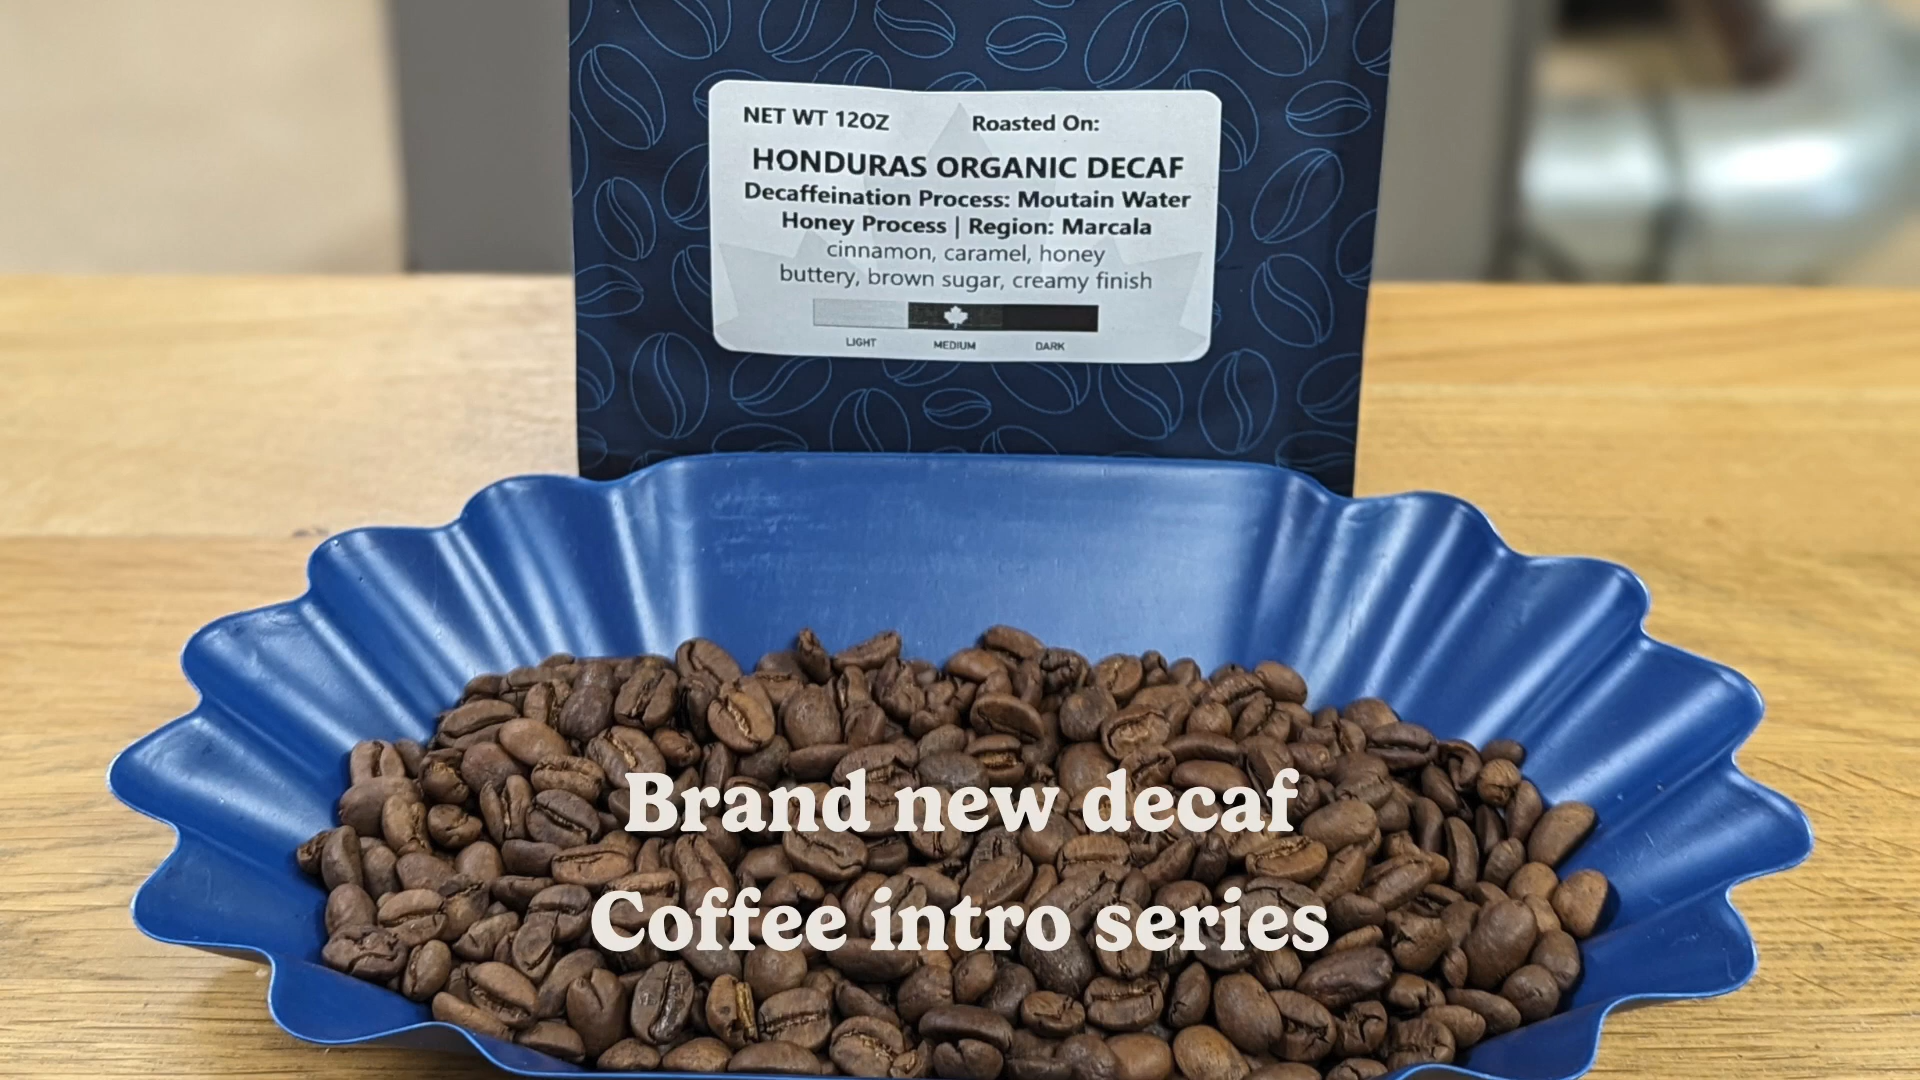 NET WT 12OZ Roasted On:
HONDURAS ORGANIC DECAF
Decaffeination Process: Moutain Water
Honey Process | Region: Marcala
cinnamon, caramel, honey
buttery, brown sugar, creamy finish
LIGHT MEDIUM DARK
Brand new decaf
Coffee intro series